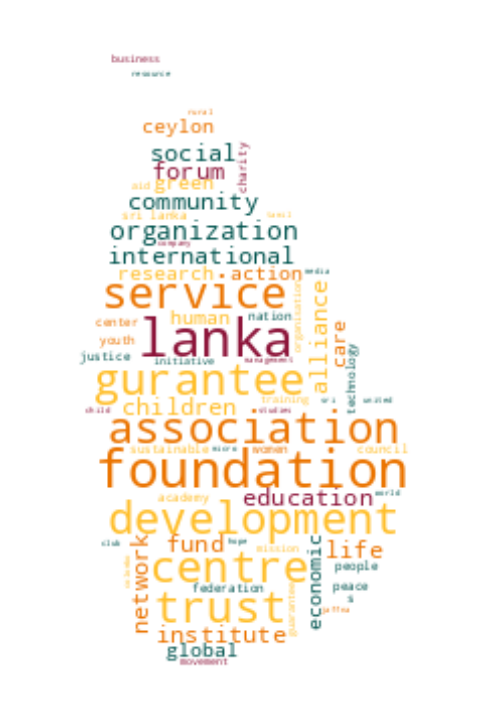 business
resource
rural
ceylon
social
charity
forum
aid green
community
sri lanka tamil
organization
company
international
research action media
service
organisation
alliance
center human nation
lanka
youth
care
justice initiative management
technology
gurantee
training sri united
child children studies
association
sustainable micro women council
foundation
academy education world
development
club network fund hope mission life
economic
centre
people
colombo federation peace
trust guarantee s
jaffna
institute
global
movement